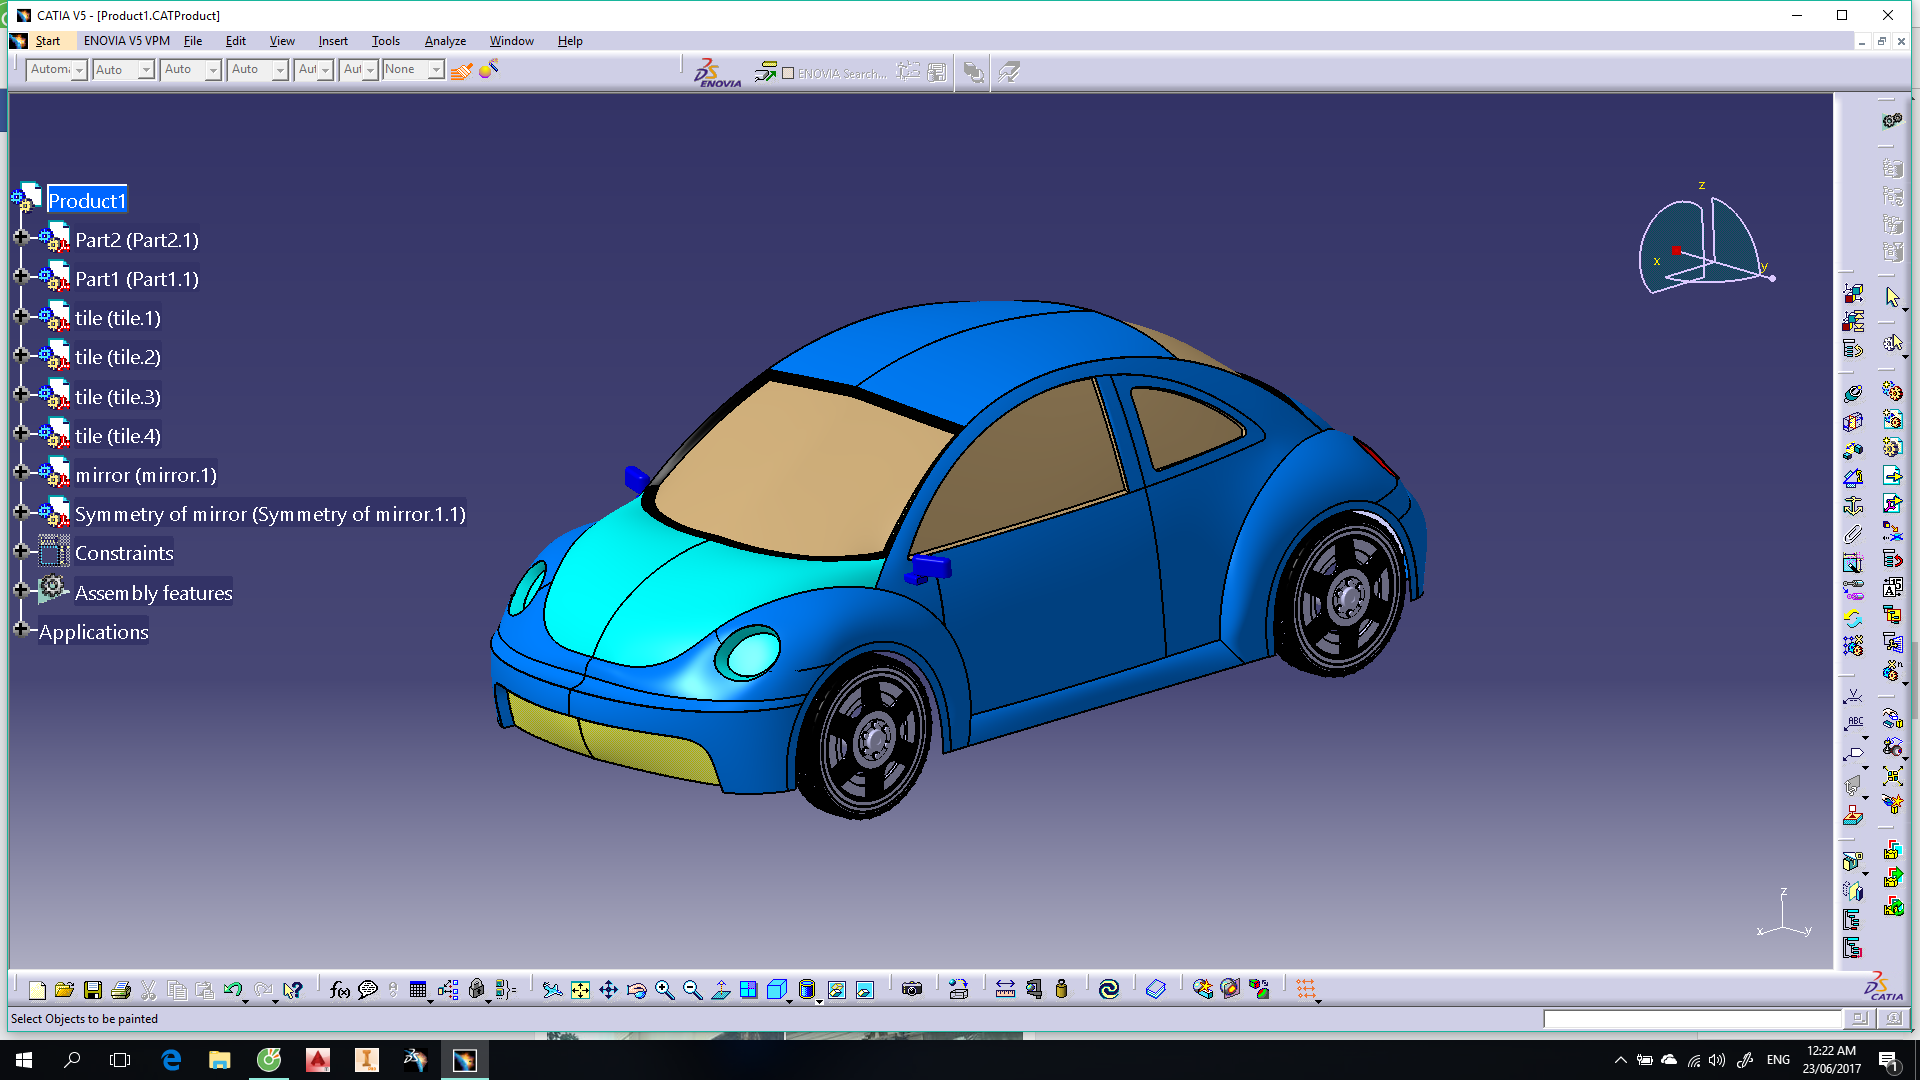 CATIA V5 - [Product1.CATProduct]
Start ENOVIA V5 VPM File Edit View Insert Tools Analyze Window Help
Autom Auto Auto Auto Aut Aut None
ENOVIA
ENOVIA Search...
Product1
Part2 (Part2.1)
Part1 (Part1.1)
tile (tile.1)
tile (tile.2)
tile (tile.3)
tile (tile.4)
mirror (mirror.1)
Symmetry of mirror (Symmetry of mirror.1.1)
Constraints
Assembly features
Applications
z
x
y
ABC
z
x
y
f(x)
CATIA
Select Objects to be painted
ENG
12:22 AM
23/06/2017
1